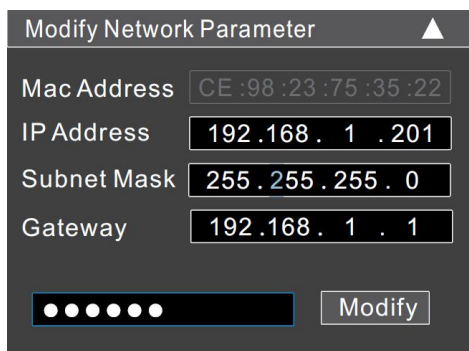 Modify Network Parameter ▲
Mac Address CE :98 :23 :75 :35 :22
IP Address 192 .168 . 1 .201
Subnet Mask 255 . 255 . 255 . 0
Gateway 192 .168 . 1 . 1
●●●●●● Modify